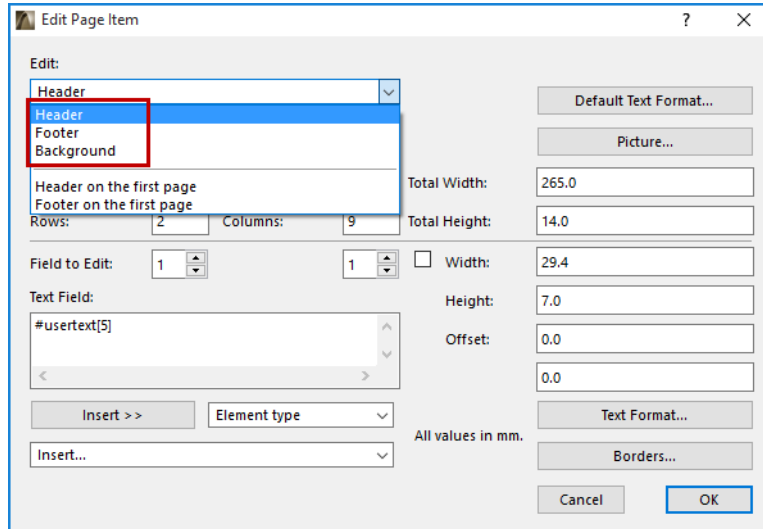 Edit Page Item ?
Edit:
Header
Default Text Format...
Header
Footer
Background
Picture...
Header on the first page
Footer on the first page
Total Width: 265.0
Rows: 2 Columns: 9 Total Height: 14.0
Field to Edit: 1 1 Width: 29.4
Text Field:
Height: 7.0
#usertext[5]
Offset: 0.0
0.0
Insert >> Element type Text Format...
All values in mm.
Insert... Borders...
Cancel OK